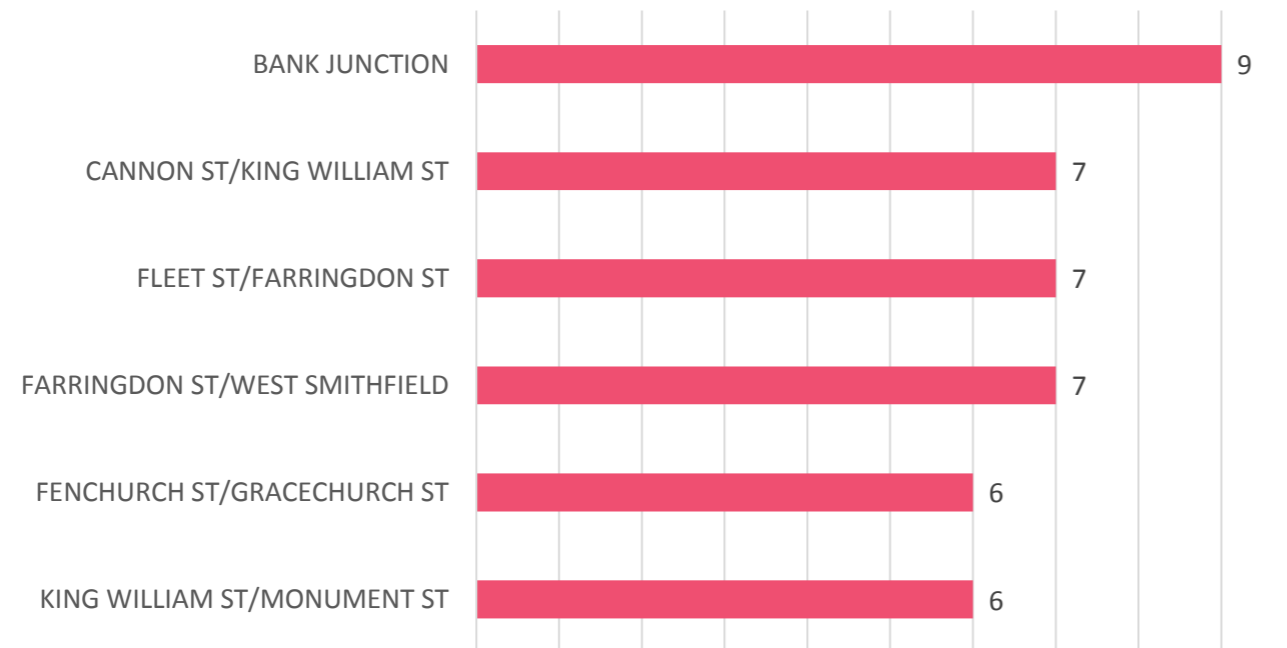 BANK JUNCTION 9
CANNON ST/KING WILLIAM ST 7
FLEET ST/FARRINGDON ST 7
FARRINGDON ST/WEST SMITHFIELD 7
FENCHURCH ST/GRACECHURCH ST 6
KING WILLIAM ST/MONUMENT ST 6